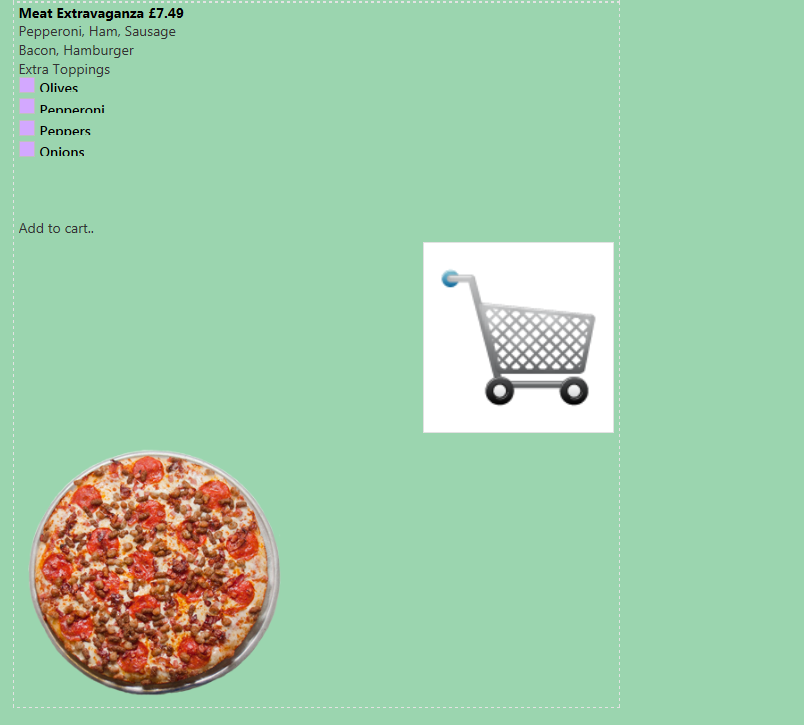 Meat Extravaganza £7.49
Pepperoni, Ham, Sausage
Bacon, Hamburger
Extra Toppings
Olives
Pepperoni
Peppers
Onions
Add to cart..